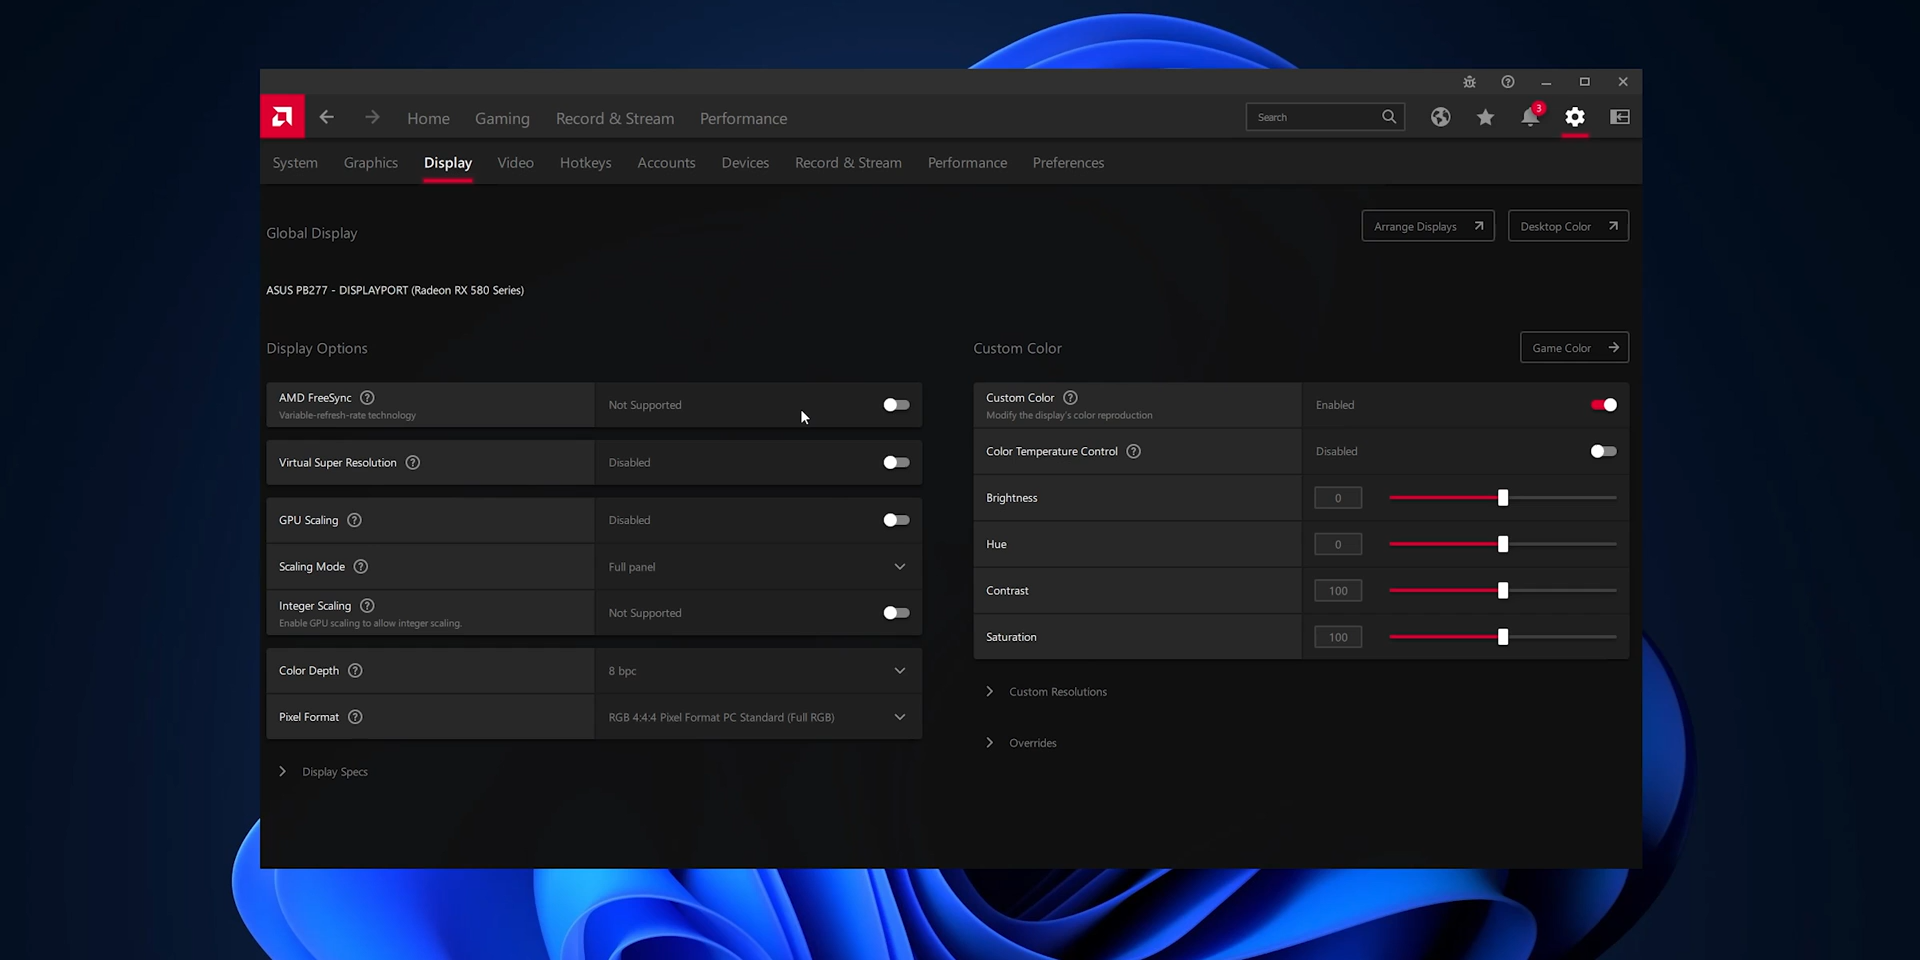 Home Gaming Record & Stream Performance Search 3
System Graphics Display Video Hotkeys Accounts Devices Record & Stream Performance Preferences
Global Display
Arrange Displays Desktop Color
ASUS PB277 - DISPLAYPORT (Radeon RX 580 Series)
Display Options
AMD FreeSync
Variable-refresh-rate technology
Not Supported
Virtual Super Resolution Disabled
GPU Scaling Disabled
Scaling Mode Full panel
Integer Scaling
Enable GPU scaling to allow integer scaling.
Not Supported
Color Depth 8 bpc
Pixel Format RGB 4:4:4 Pixel Format PC Standard (Full RGB)
Display Specs
Custom Color Game Color
Custom Color
Modify the display's color reproduction
Enabled
Color Temperature Control Disabled
Brightness 0
Hue 0
Contrast 100
Saturation 100
Custom Resolutions
Overrides